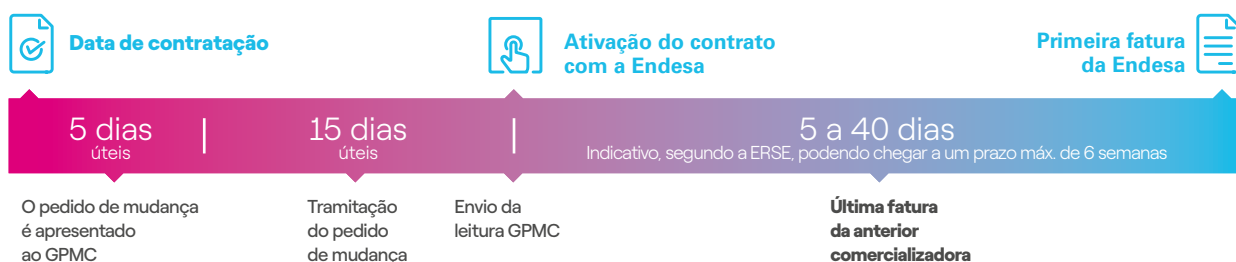 Data de contratação
Ativação do contrato
com a Endesa
Primeira fatura
da Endesa
5 dias
úteis
15 dias
úteis
5 a 40 dias
Indicativo, segundo a ERSE, podendo chegar a um prazo máx. de 6 semanas
O pedido de mudança
é apresentado
ao GPMC
Tramitação
do pedido
de mudança
Envio da
leitura GPMC
Última fatura
da anterior
comercializadora